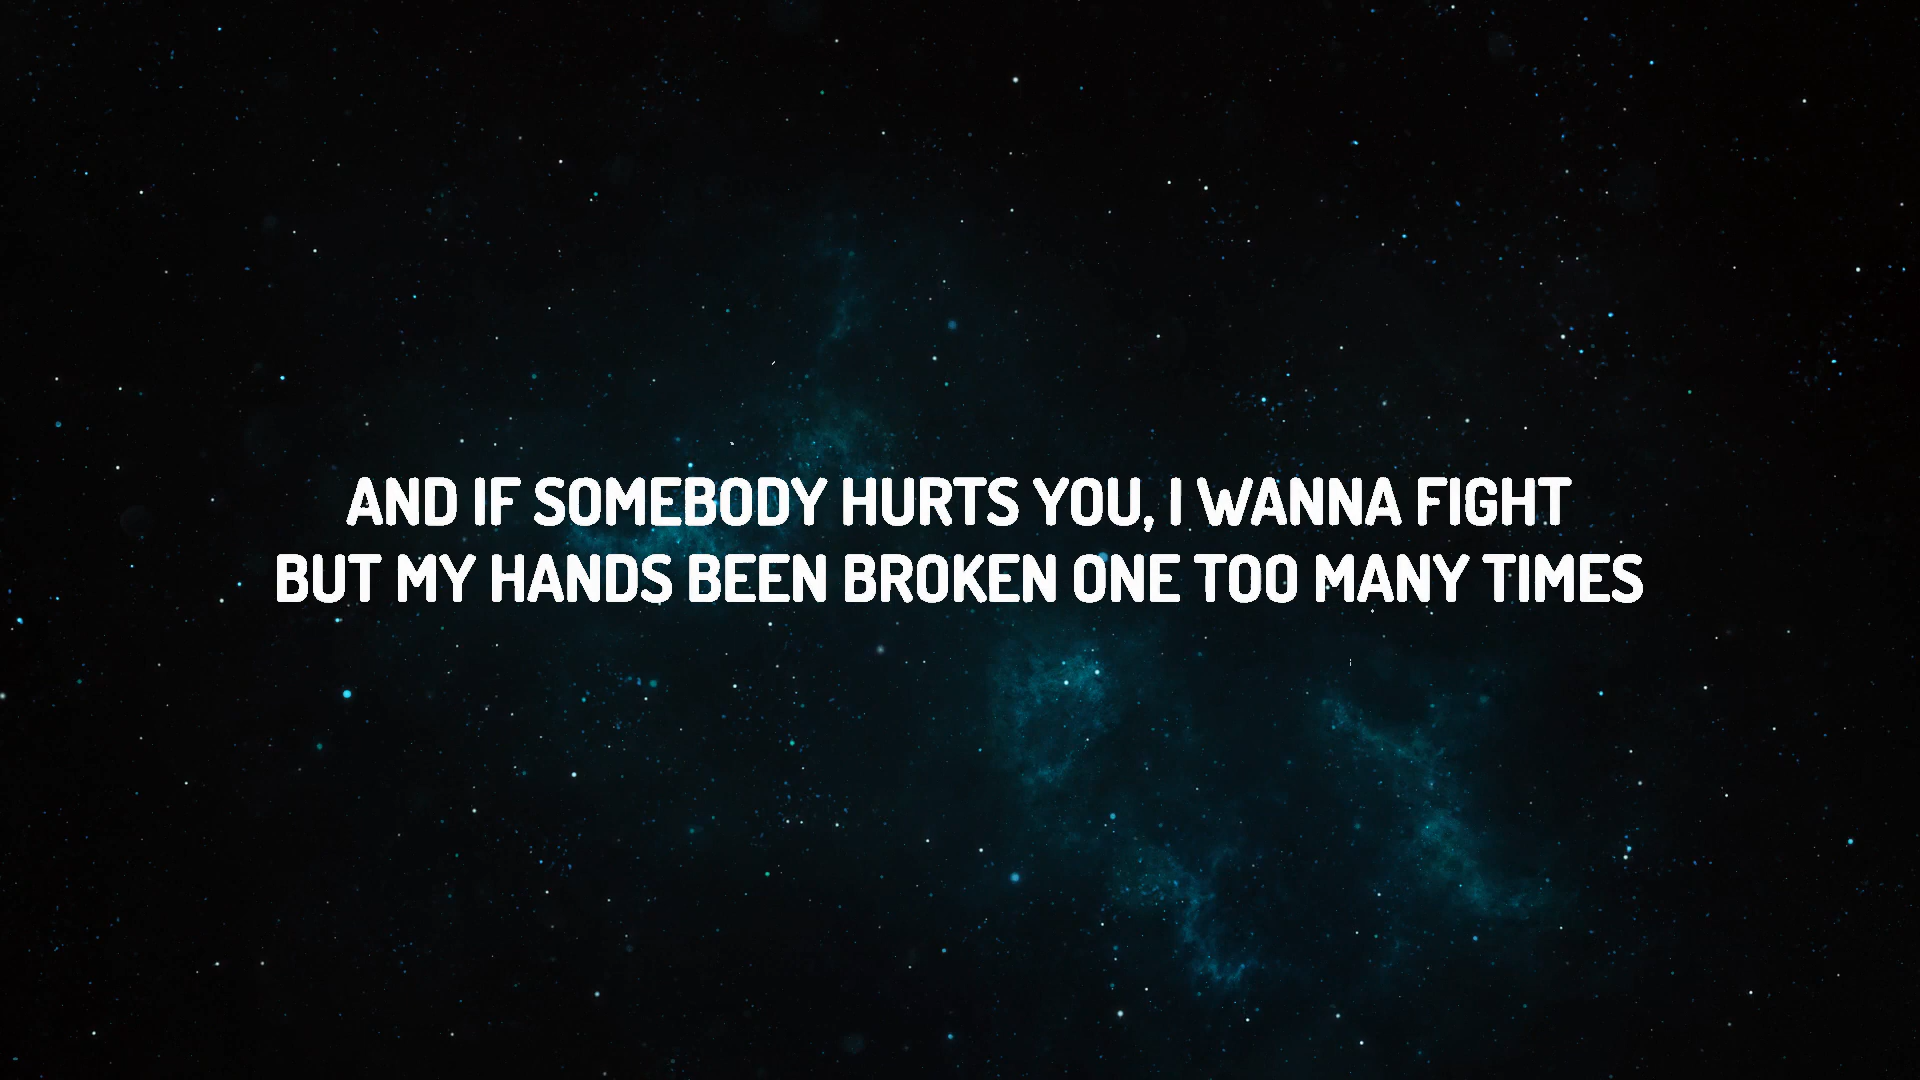 AND IF SOMEBODY HURTS YOU, I WANNA FIGHT
BUT MY HANDS BEEN BROKEN ONE TOO MANY TIMES